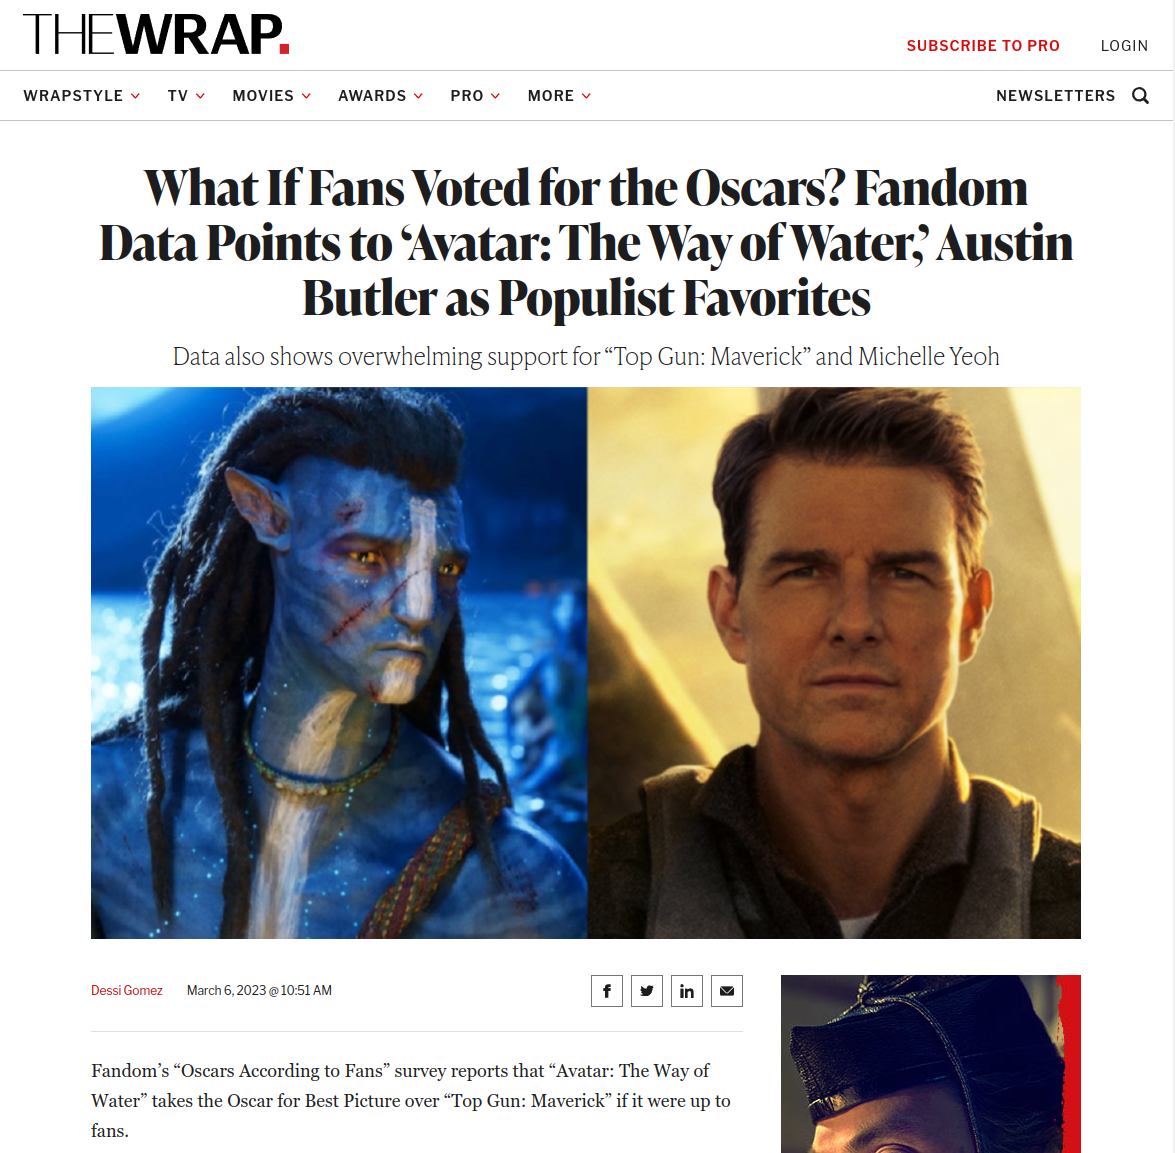 THEWRAP.
SUBSCRIBE TO PRO
LOGIN
WRAPSTYLE
TV
MOVIES
AWARDS
PRO
MORE
NEWSLETTERS
What If Fans Voted for the Oscars? Fandom
Data Points to ‘Avatar: The Way of Water,’ Austin
Butler as Populist Favorites
Data also shows overwhelming support for “Top Gun: Maverick” and Michelle Yeoh
Dessi Gomez
March 6, 2023 @ 10:51 AM
Fandom’s “Oscars According to Fans” survey reports that “Avatar: The Way of
Water” takes the Oscar for Best Picture over “Top Gun: Maverick” if it were up to
fans.